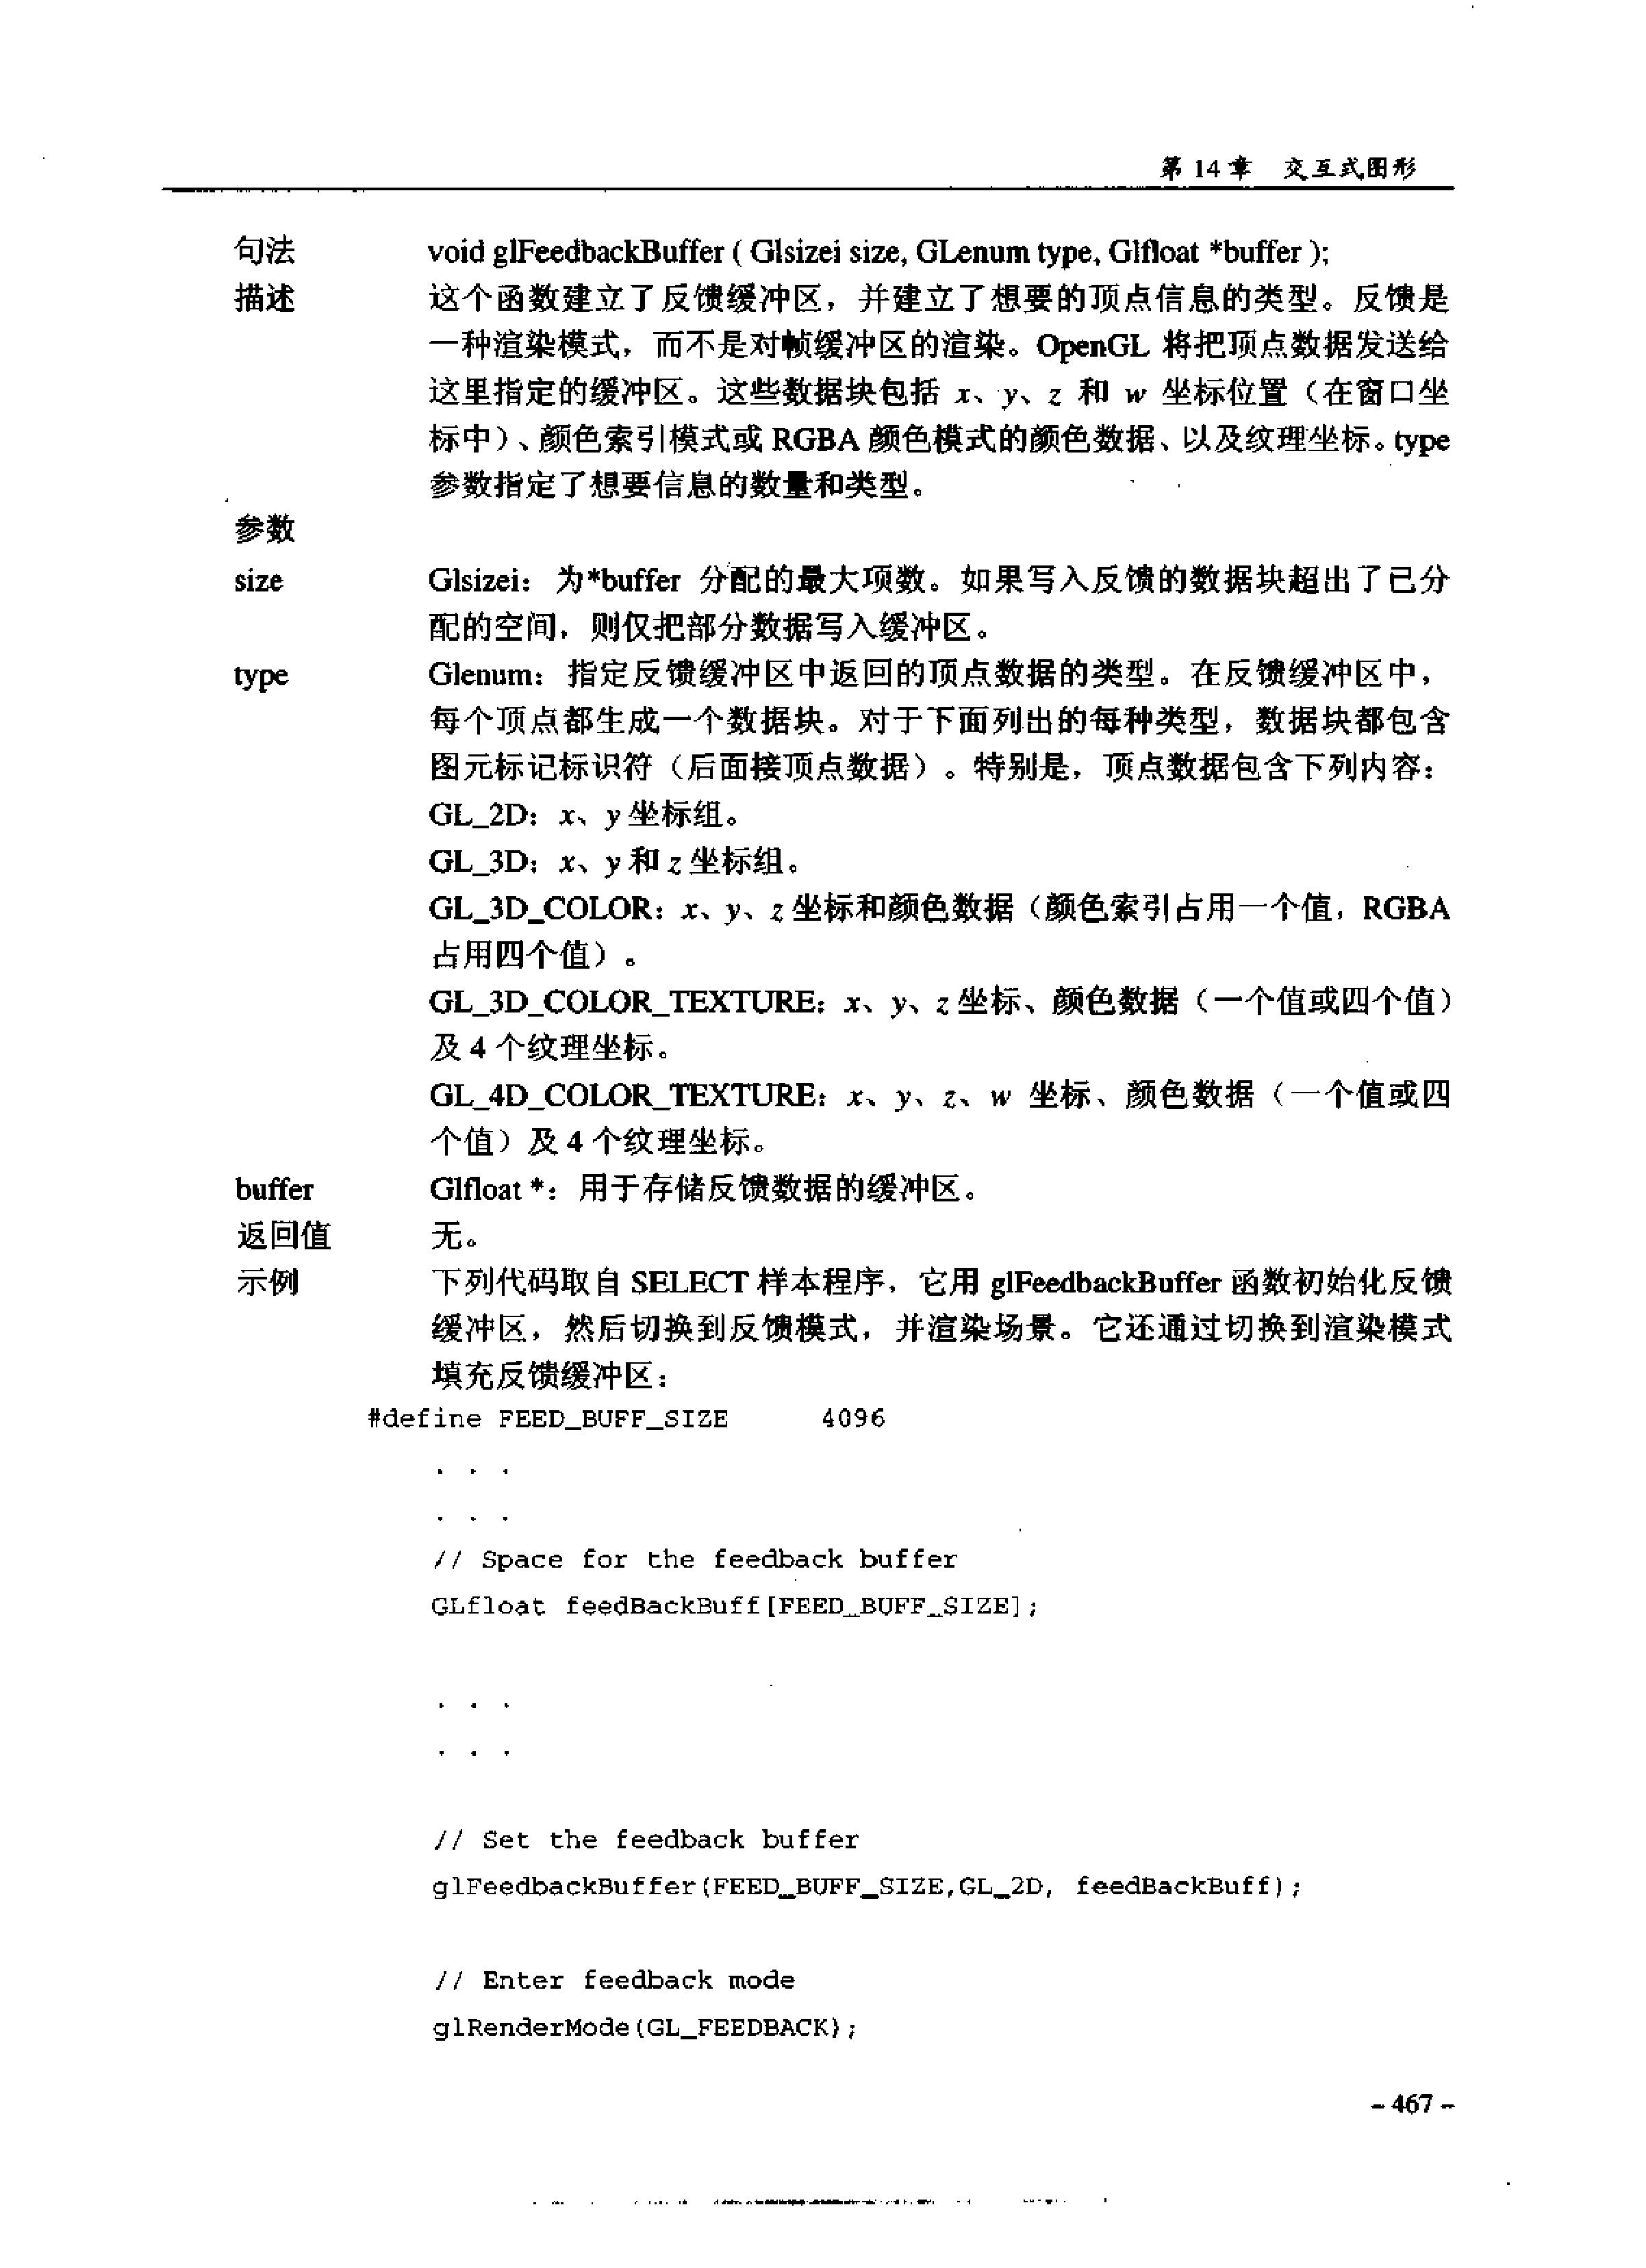 第 14 章 交互式图形
句法 void glFeedbackBuffer ( Glsizei size, GLenum type, Glfloat *buffer );
描述 这个函数建立了反馈缓冲区，并建立了想要的顶点信息的类型。反馈是
一种渲染模式，而不是对帧缓冲区的渲染。OpenGL 将把顶点数据发送给
这里指定的缓冲区。这些数据块包括 x、y、z 和 w 坐标位置（在窗口坐
标中）、颜色索引模式或 RGBA 颜色模式的颜色数据、以及纹理坐标。type
参数指定了想要信息的数量和类型。
参数
size Glsizei：为*buffer 分配的最大项数。如果写入反馈的数据块超出了已分
配的空间，则仅把部分数据写入缓冲区。
type Glenum：指定反馈缓冲区中返回的顶点数据的类型。在反馈缓冲区中，
每个顶点都生成一个数据块。对于下面列出的每种类型，数据块都包含
图元标记标识符（后面接顶点数据）。特别是，顶点数据包含下列内容：
GL_2D：x、y 坐标组。
GL_3D：x、y 和 z 坐标组。
GL_3D_COLOR：x、y、z 坐标和颜色数据（颜色索引占用一个值，RGBA
占用四个值）。
GL_3D_COLOR_TEXTURE：x、y、z 坐标、颜色数据（一个值或四个值）
及 4 个纹理坐标。
GL_4D_COLOR_TEXTURE：x、y、z、w 坐标、颜色数据（一个值或四
个值）及 4 个纹理坐标。
buffer Glfloat *：用于存储反馈数据的缓冲区。
返回值 无。
示例 下列代码取自 SELECT 样本程序，它用 glFeedbackBuffer 函数初始化反馈
缓冲区，然后切换到反馈模式，并渲染场景。它还通过切换到渲染模式
填充反馈缓冲区：
#define FEED_BUFF_SIZE 4096
. . .
. . .
// Space for the feedback buffer
GLfloat feedBackBuff[FEED_BUFF_SIZE];
. . .
. . .
// Set the feedback buffer
glFeedbackBuffer(FEED_BUFF_SIZE,GL_2D, feedBackBuff);
// Enter feedback mode
glRenderMode(GL_FEEDBACK);
- 467 -